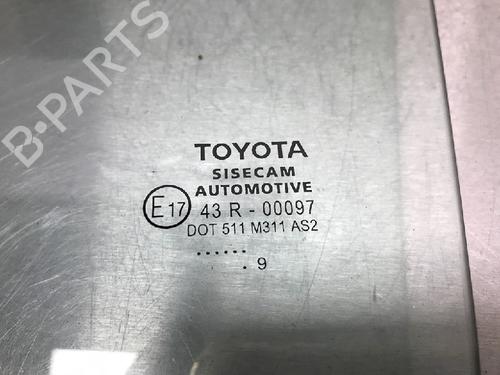 B-PARTS
TOYOTA
SISECAM
AUTOMOTIVE
E17 43 R - 00097
DOT 511 M311 AS2
......
. 9